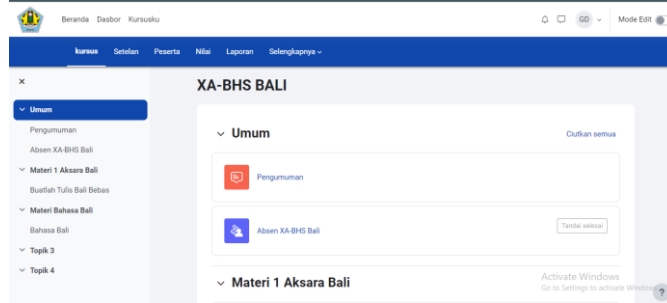 Beranda Dasbor Kursusku
GD
Mode Edit
kursus Setelan Peserta Nilai Laporan Selengkapnya
XA-BHS BALI
Umum
Pengumuman
Absen XA-BHS Bali
Materi 1 Aksara Bali
Buatlah Tulis Bali Bebas
Materi Bahasa Bali
Bahasa Bali
Topik 3
Topik 4
Umum
Ciutkan semua
Pengumuman
Absen XA-BHS Bali
Tandai selesai
Materi 1 Aksara Bali
Activate Windows
Go to Settings to activate Windows
?